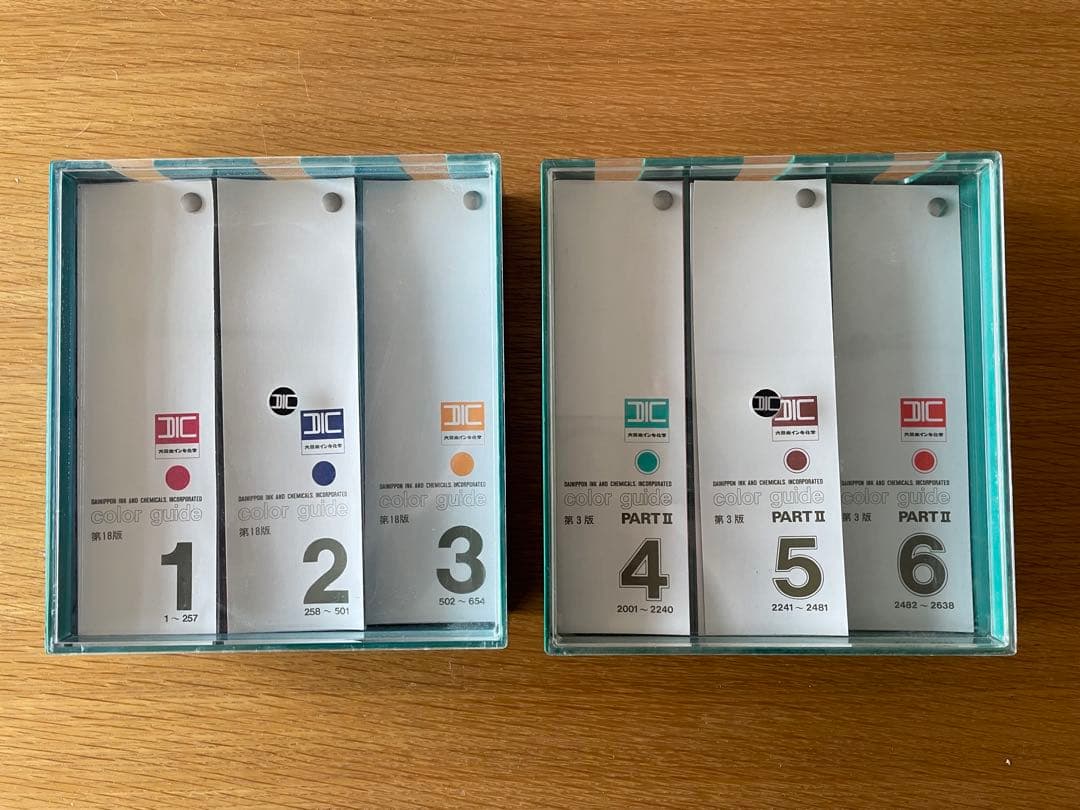 DIC
大日本インキ化学
DAINIPPON INK AND CHEMICALS, INCORPORATED
color guide
第18版
1
1～257
DIC
DIC
大日本インキ化学
DAINIPPON INK AND CHEMICALS, INCORPORATED
color guide
第18版
2
258～501
DIC
大日本インキ化学
DAINIPPON INK AND CHEMICALS, INCORPORATED
color guide
第18版
3
502～654
DIC
大日本インキ化学
DAINIPPON INK AND CHEMICALS, INCORPORATED
color guide
第3版 PART II
4
2001～2240
DIC
DIC
大日本インキ化学
DAINIPPON INK AND CHEMICALS, INCORPORATED
color guide
第3版 PART II
5
2241～2481
DIC
大日本インキ化学
DAINIPPON INK AND CHEMICALS, INCORPORATED
color guide
第3版 PART II
6
2482～2638